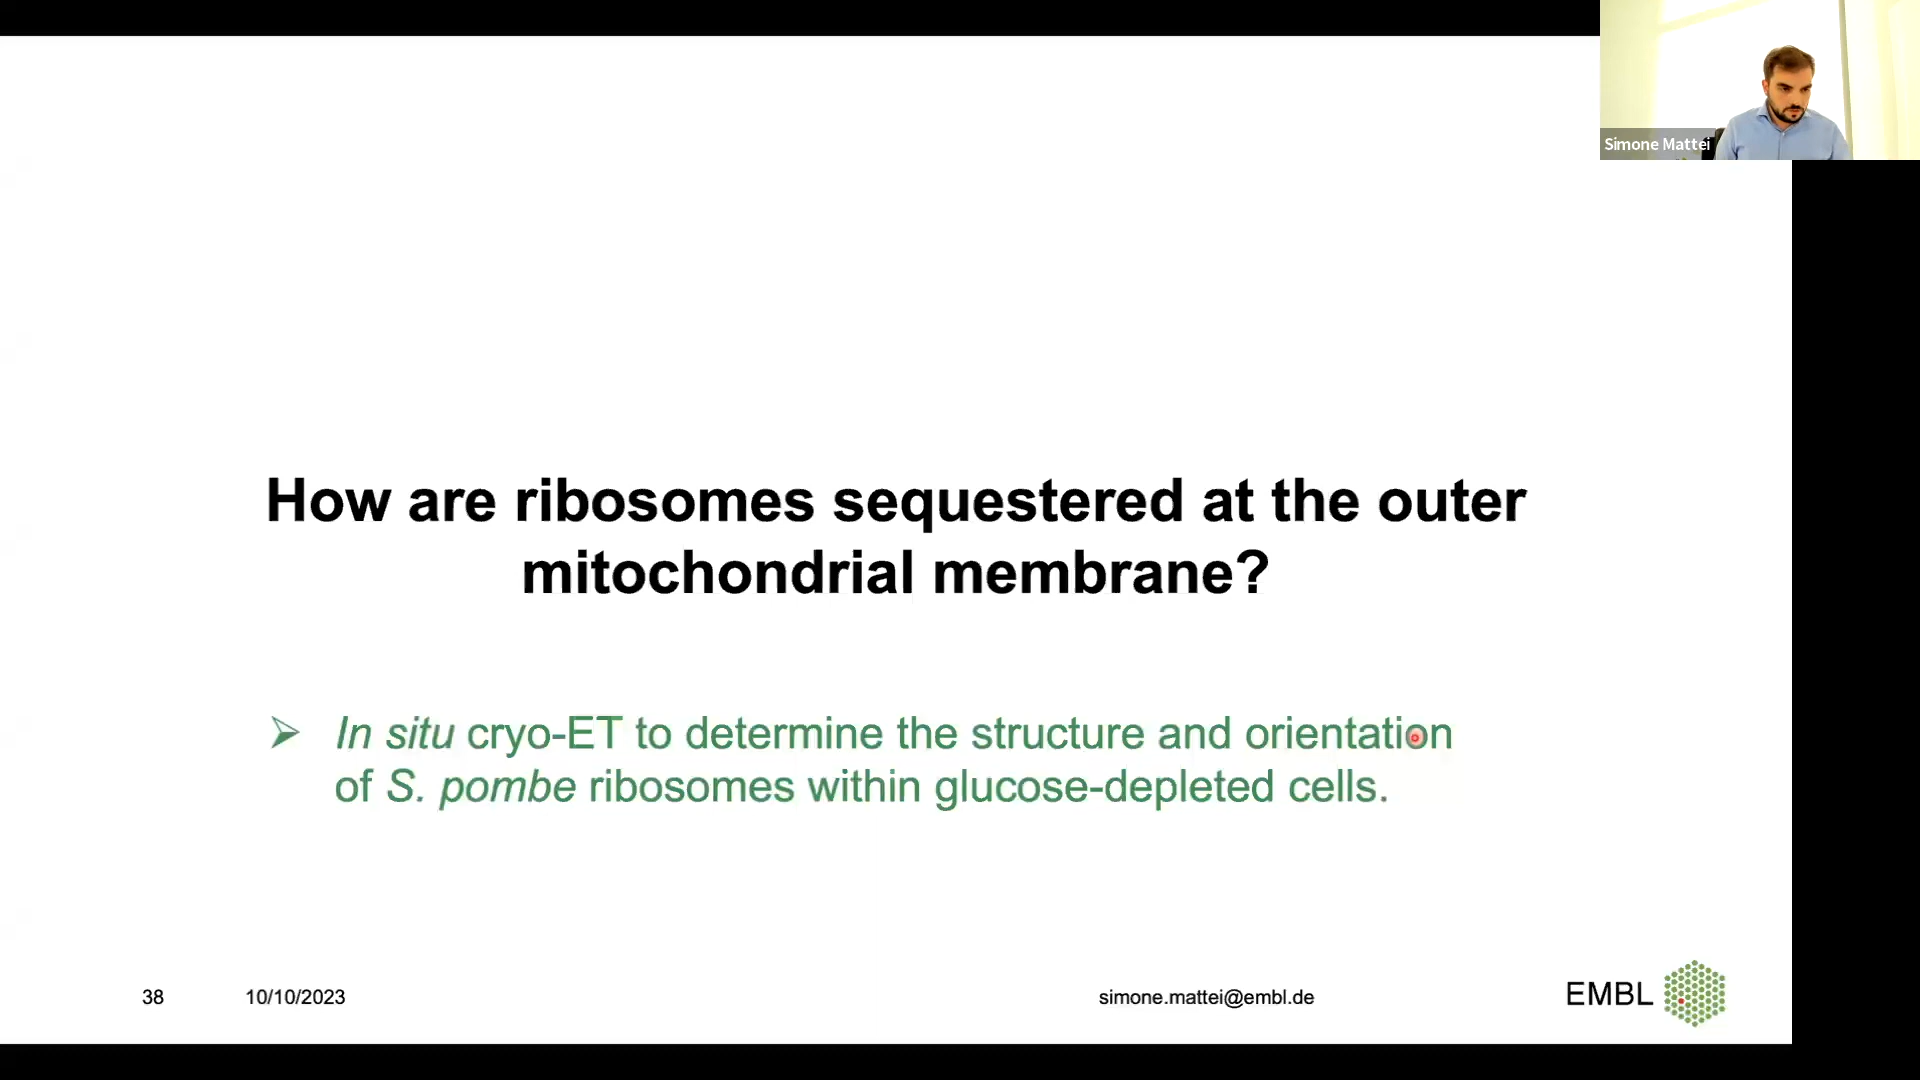 Simone Mattei
How are ribosomes sequestered at the outer
mitochondrial membrane?
➢ In situ cryo-ET to determine the structure and orientation
of S. pombe ribosomes within glucose-depleted cells.
38
10/10/2023
simone.mattei@embl.de
EMBL